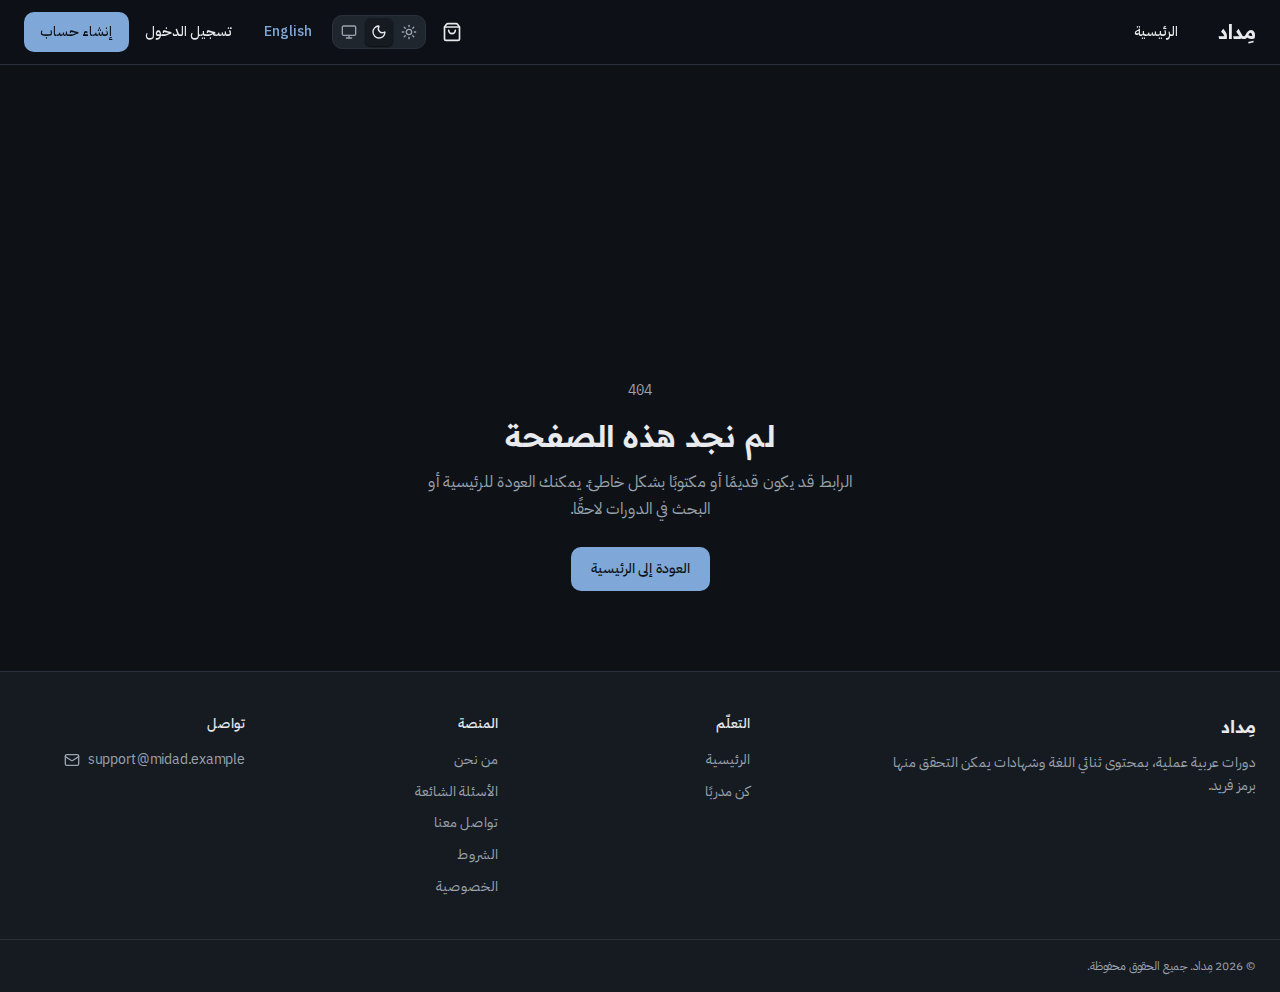 مِداد
الرئيسية
English
تسجيل الدخول
إنشاء حساب
404
لم نجد هذه الصفحة
الرابط قد يكون قديمًا أو مكتوبًا بشكل خاطئ. يمكنك العودة للرئيسية أو
البحث في الدورات لاحقًا.
العودة إلى الرئيسية
مِداد
دورات عربية عملية، بمحتوى ثنائي اللغة وشهادات يمكن التحقق منها
برمز فريد.
التعلّم
الرئيسية
كن مدربًا
المنصة
من نحن
الأسئلة الشائعة
تواصل معنا
الشروط
الخصوصية
تواصل
support@midad.example
© 2026 مِداد. جميع الحقوق محفوظة.